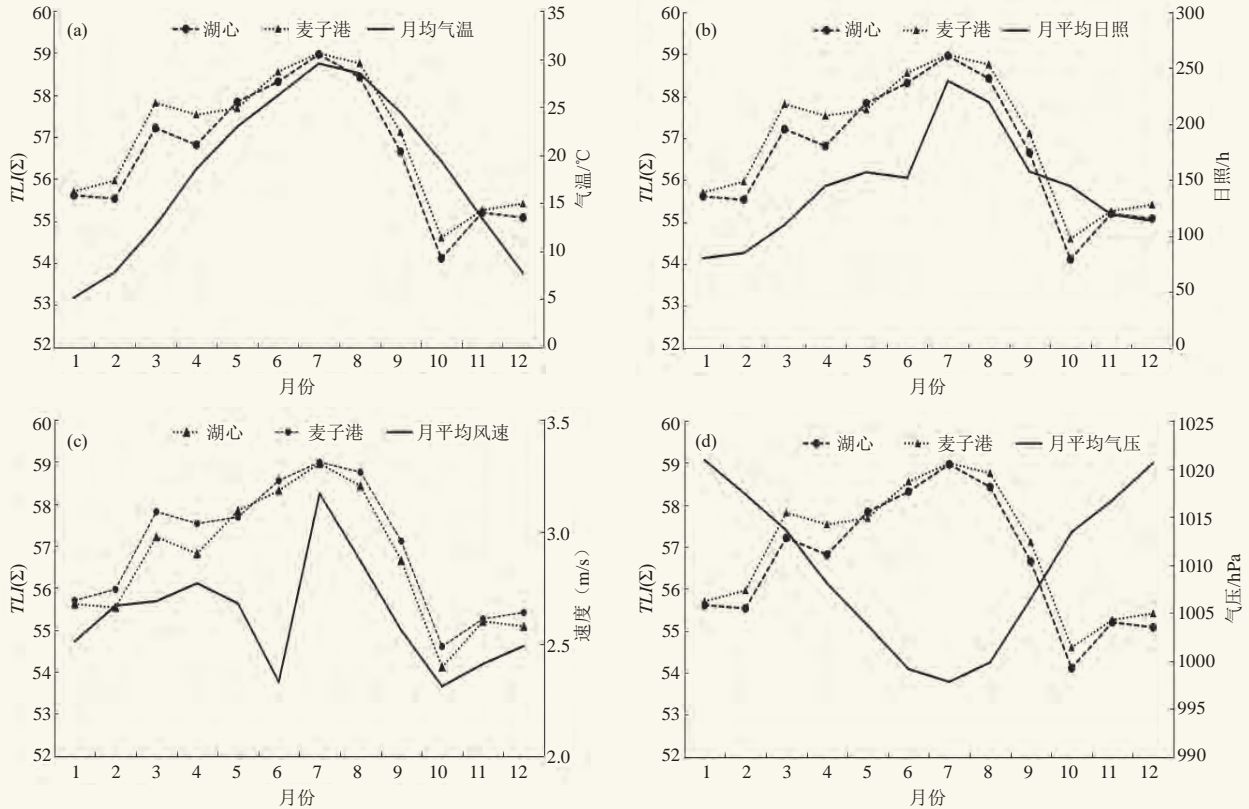 (a) 湖心 麦子港 月均气温
60 59 58 57 56 55 54 53 52
TLI(Σ)
35 30 25 20 15 10 5 0
气温/℃
1 2 3 4 5 6 7 8 9 10 11 12
月份
(b) 湖心 麦子港 月平均日照
60 59 58 57 56 55 54 53 52
TLI(Σ)
300 250 200 150 100 50 0
日照/h
1 2 3 4 5 6 7 8 9 10 11 12
月份
(c) 湖心 麦子港 月平均风速
60 59 58 57 56 55 54 53 52
TLI(Σ)
3.5 3.0 2.5 2.0
速度（m/s）
1 2 3 4 5 6 7 8 9 10 11 12
月份
(d) 湖心 麦子港 月平均气压
60 59 58 57 56 55 54 53 52
TLI(Σ)
1025 1020 1015 1010 1005 1000 995 990
气压/hPa
1 2 3 4 5 6 7 8 9 10 11 12
月份